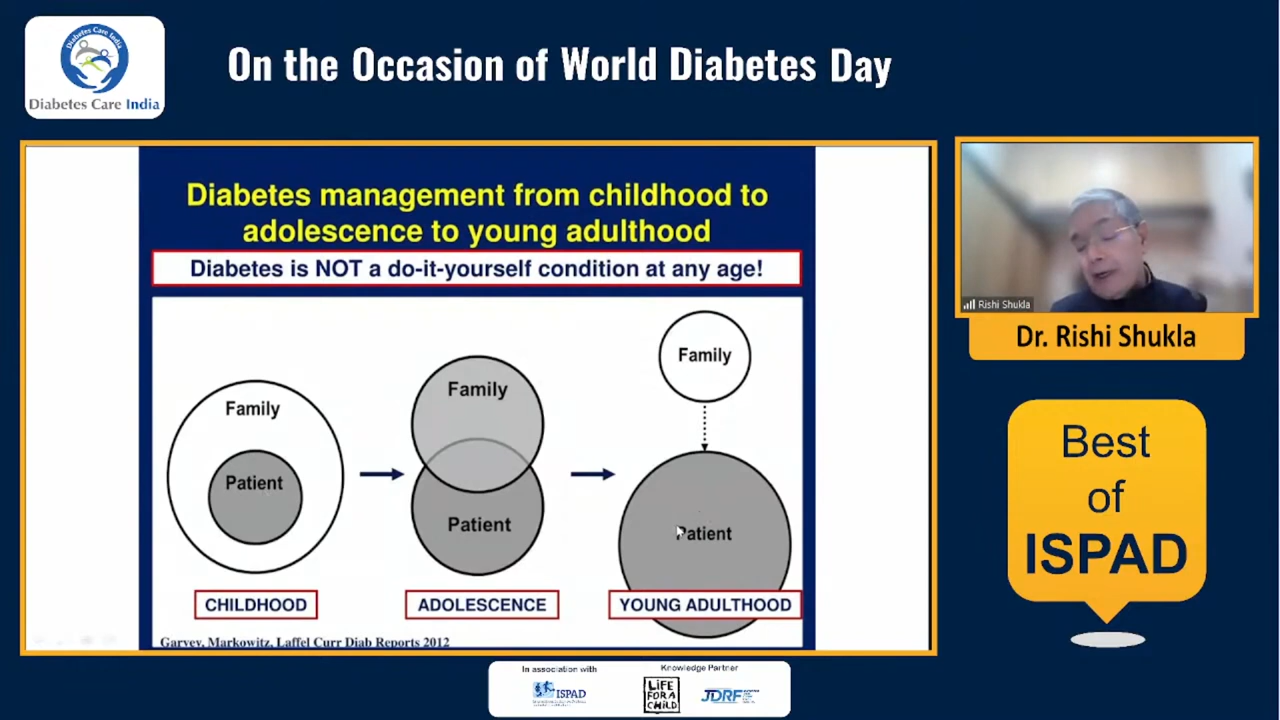 Diabetes Care India
Diabetes Care India
On the Occasion of World Diabetes Day
Diabetes management from childhood to
adolescence to young adulthood
Diabetes is NOT a do-it-yourself condition at any age!
Family
Patient
CHILDHOOD
Family
Patient
ADOLESCENCE
Family
Patient
YOUNG ADULTHOOD
Garvey, Markowitz, Laffel Curr Diab Reports 2012
Rishi Shukla
Dr. Rishi Shukla
Best
of
ISPAD
In association with
ISPAD
Knowledge Partner
LiFE
FOR A
CHiLD
JDRF